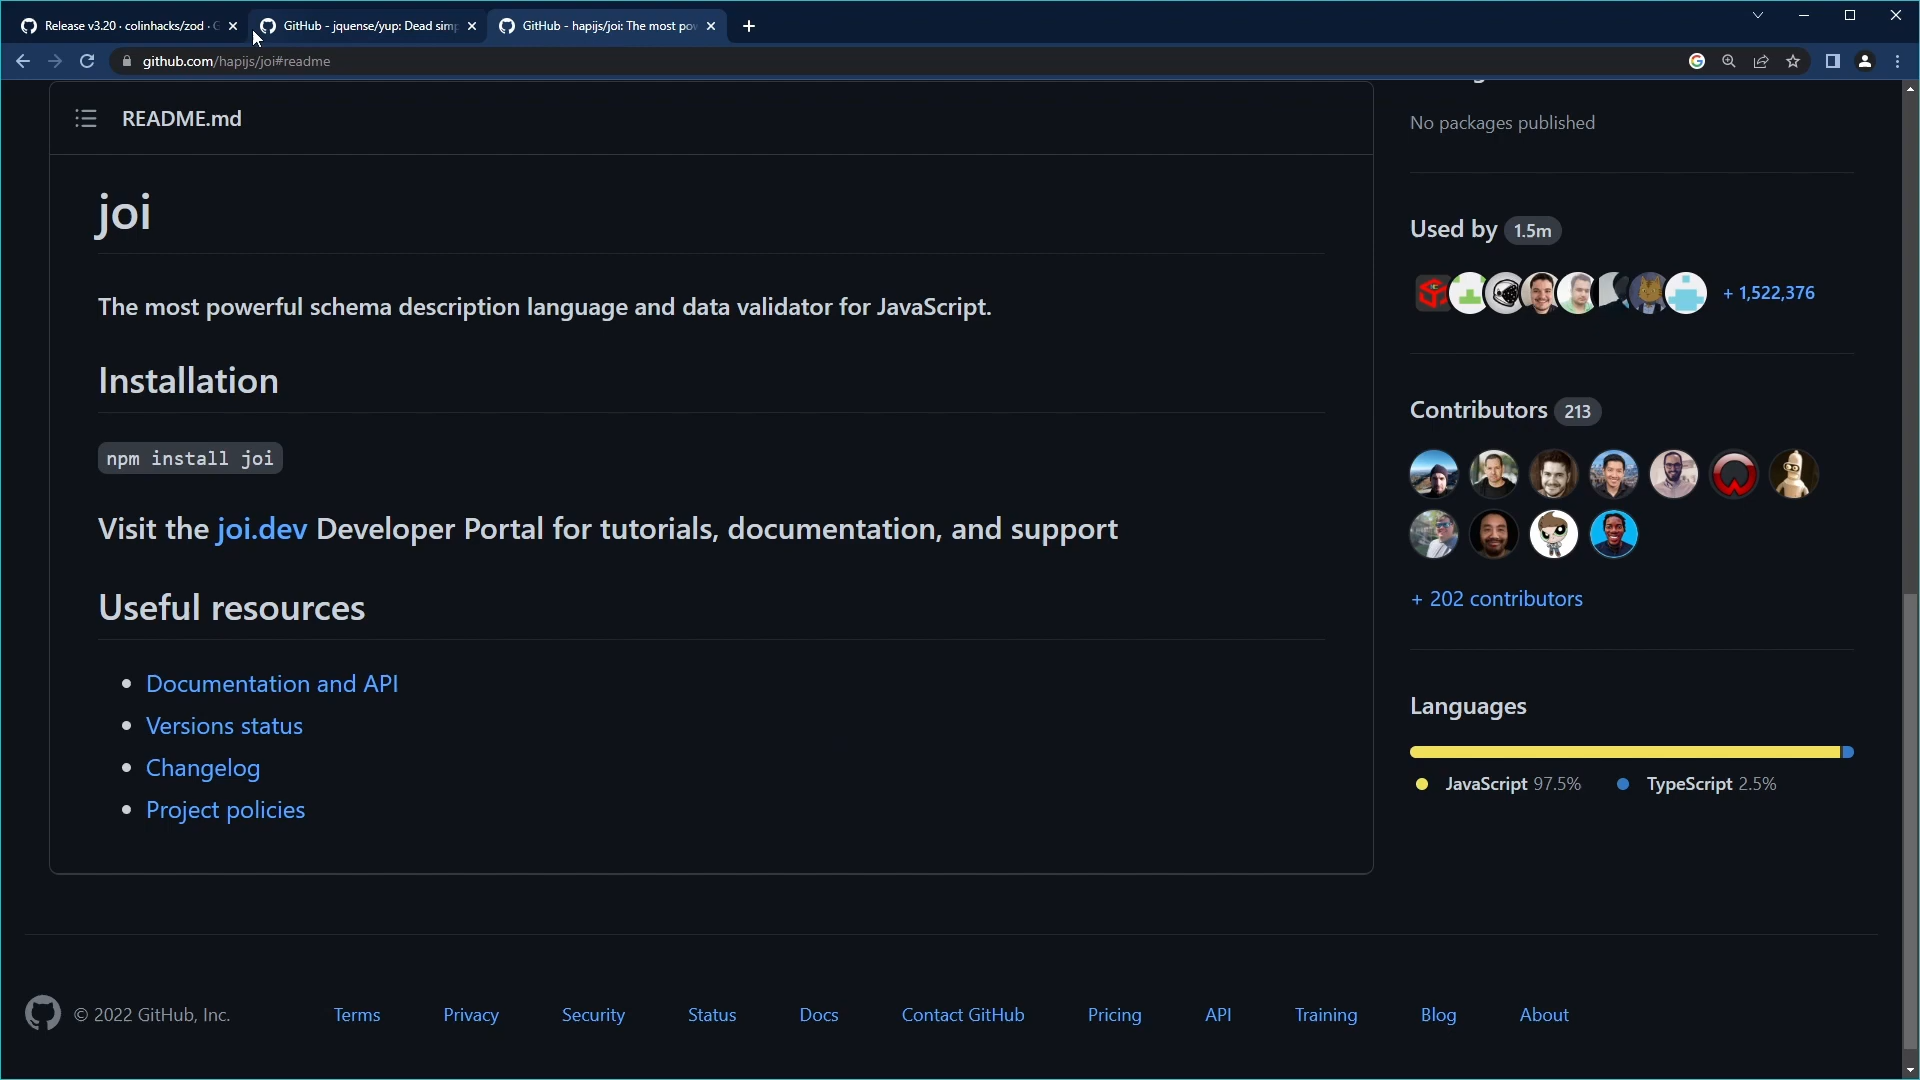 Release v3.20 · colinhacks/zod · G
GitHub - jquense/yup: Dead simp
GitHub - hapijs/joi: The most pow
github.com/hapijs/joi#readme
README.md
No packages published
joi
Used by 1.5m
+ 1,522,376
The most powerful schema description language and data validator for JavaScript.
Installation
Contributors 213
npm install joi
Visit the joi.dev Developer Portal for tutorials, documentation, and support
+ 202 contributors
Useful resources
Documentation and API
Versions status
Changelog
Project policies
Languages
JavaScript 97.5% TypeScript 2.5%
© 2022 GitHub, Inc. Terms Privacy Security Status Docs Contact GitHub Pricing API Training Blog About